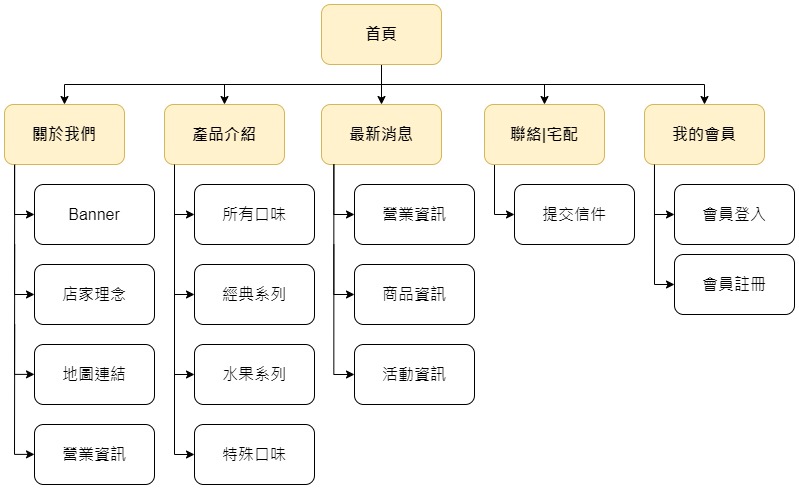 首頁
關於我們
產品介紹
最新消息
聯絡|宅配
我的會員
Banner
所有口味
營業資訊
提交信件
會員登入
店家理念
經典系列
商品資訊
會員註冊
地圖連結
水果系列
活動資訊
營業資訊
特殊口味